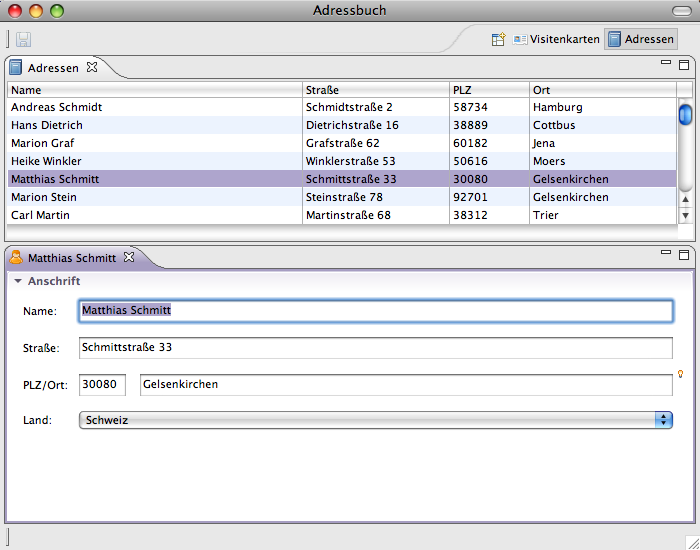 Adressbuch
Visitenkarten Adressen
Adressen
Name Straße PLZ Ort
Andreas Schmidt Schmidtstraße 2 58734 Hamburg
Hans Dietrich Dietrichstraße 16 38889 Cottbus
Marion Graf Grafstraße 62 60182 Jena
Heike Winkler Winklerstraße 53 50616 Moers
Matthias Schmitt Schmittstraße 33 30080 Gelsenkirchen
Marion Stein Steinstraße 78 92701 Gelsenkirchen
Carl Martin Martinstraße 68 38312 Trier
Matthias Schmitt
Anschrift
Name: Matthias Schmitt
Straße: Schmittstraße 33
PLZ/Ort: 30080 Gelsenkirchen
Land: Schweiz